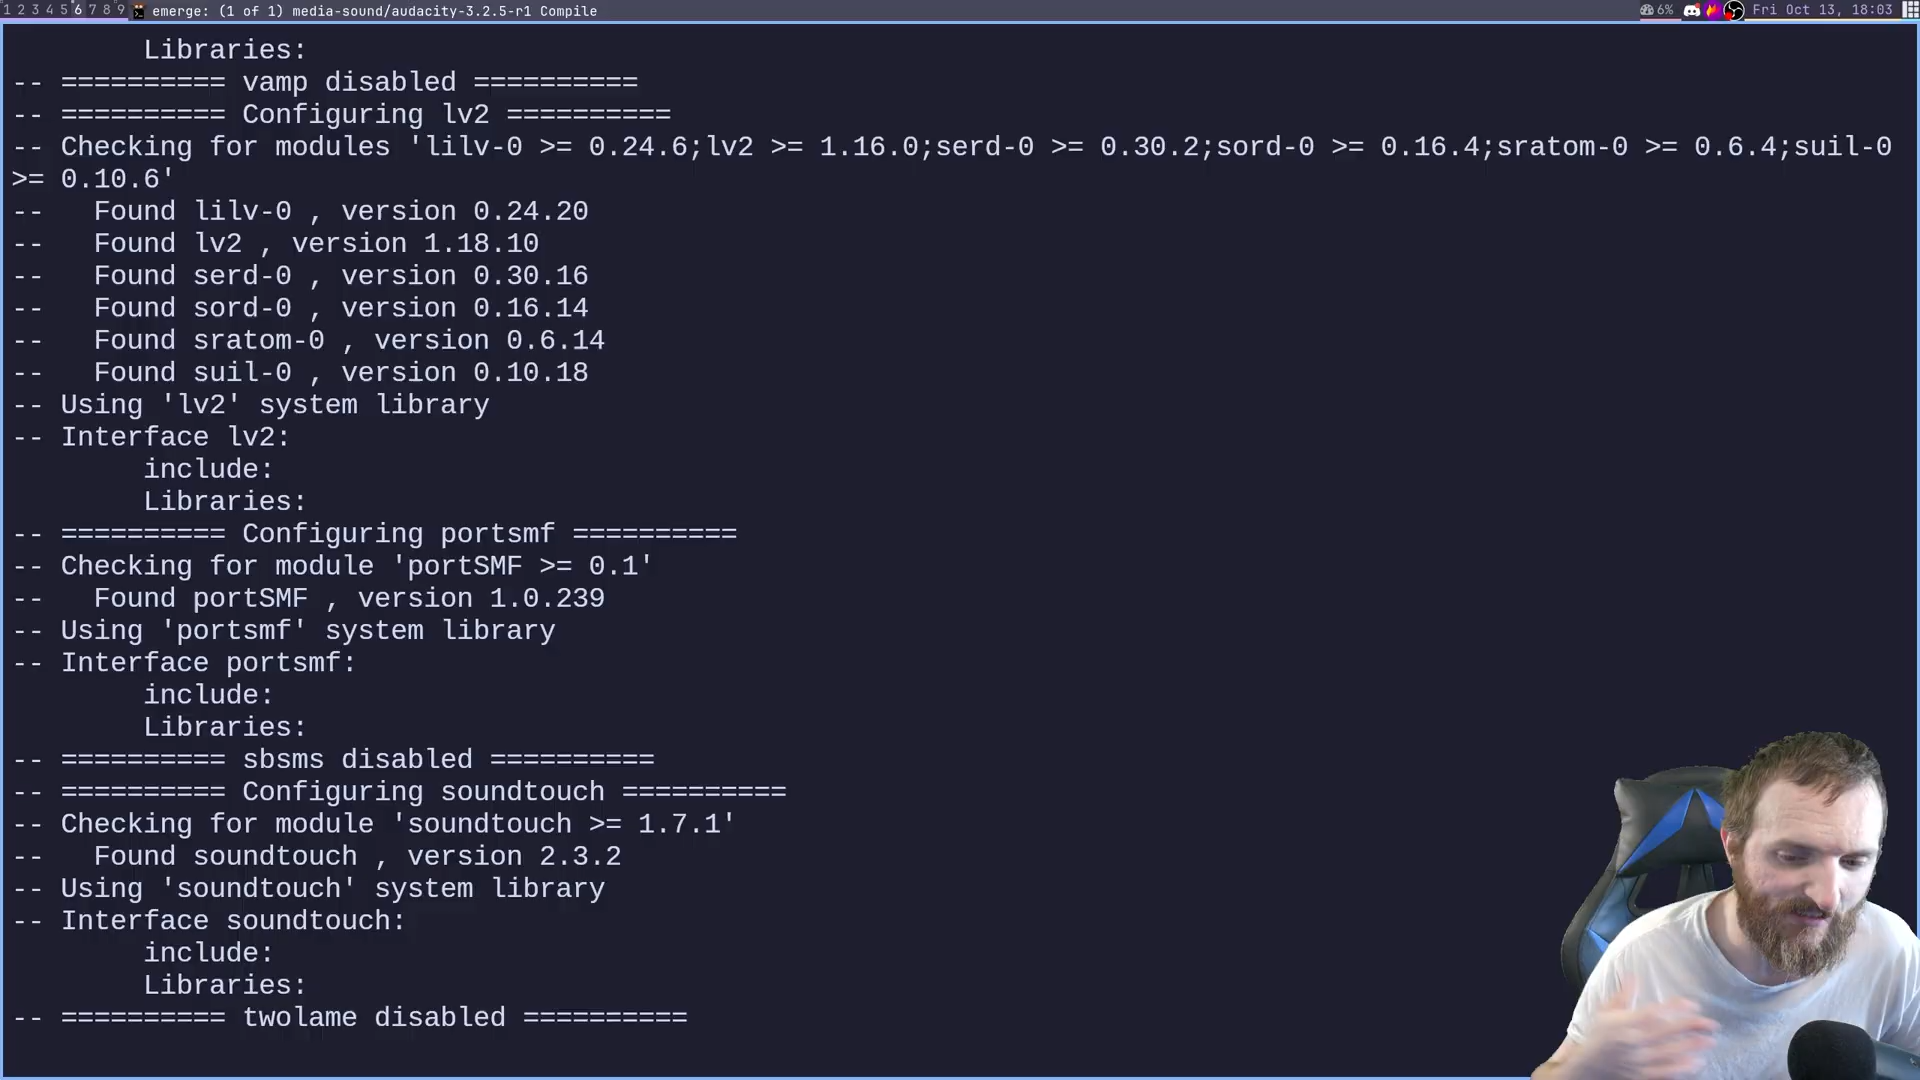 1 2 3 4 5 6 7 8 9 emerge: (1 of 1) media-sound/audacity-3.2.5-r1 Compile 6% Fri Oct 13, 18:03
Libraries:
-- ========== vamp disabled ==========
-- ========== Configuring lv2 ==========
-- Checking for modules 'lilv-0 >= 0.24.6;lv2 >= 1.16.0;serd-0 >= 0.30.2;sord-0 >= 0.16.4;sratom-0 >= 0.6.4;suil-0
>= 0.10.6'
--   Found lilv-0 , version 0.24.20
--   Found lv2 , version 1.18.10
--   Found serd-0 , version 0.30.16
--   Found sord-0 , version 0.16.14
--   Found sratom-0 , version 0.6.14
--   Found suil-0 , version 0.10.18
-- Using 'lv2' system library
-- Interface lv2:
include:
Libraries:
-- ========== Configuring portsmf ==========
-- Checking for module 'portSMF >= 0.1'
--   Found portSMF , version 1.0.239
-- Using 'portsmf' system library
-- Interface portsmf:
include:
Libraries:
-- ========== sbsms disabled ==========
-- ========== Configuring soundtouch ==========
-- Checking for module 'soundtouch >= 1.7.1'
--   Found soundtouch , version 2.3.2
-- Using 'soundtouch' system library
-- Interface soundtouch:
include:
Libraries:
-- ========== twolame disabled ==========